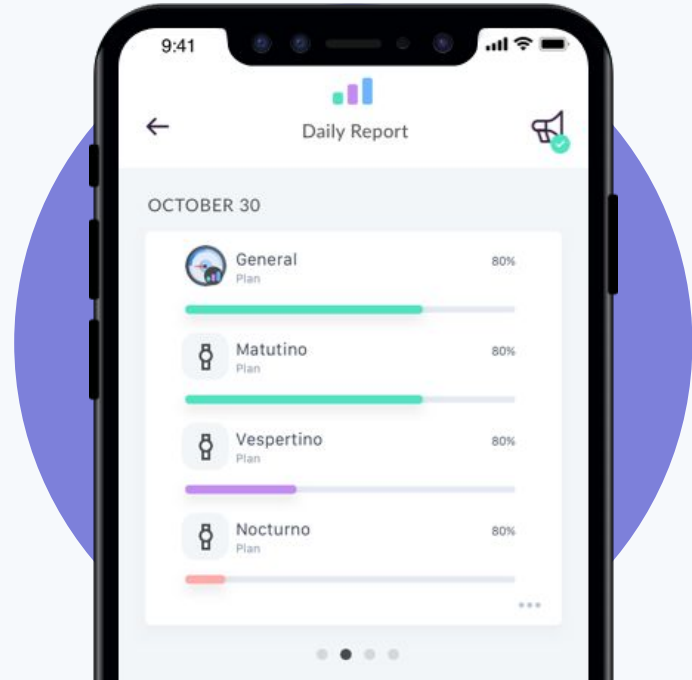 9:41
Daily Report
OCTOBER 30
General
80%
Plan
Matutino
80%
Plan
Vespertino
80%
Plan
Nocturno
80%
Plan